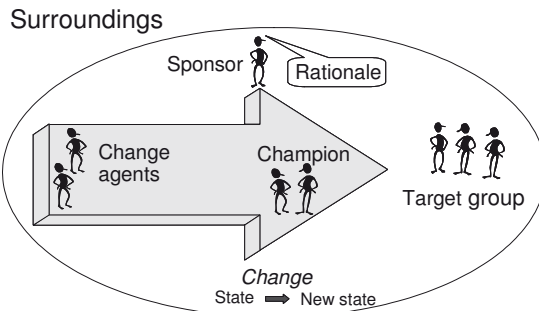 Surroundings
Sponsor
Rationale
Change
agents
Champion
Target group
Change
State → New state